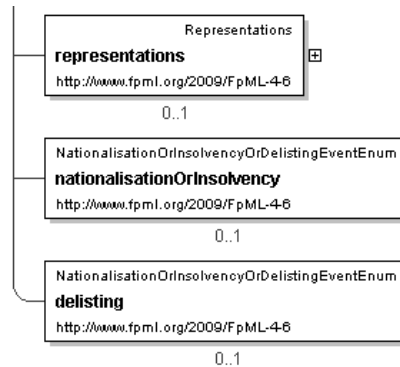 Representations
representations
http://www.fpml.org/2009/FpML-4-6
0..1
NationalisationOrInsolvencyOrDelistingEventEnum
nationalisationOrInsolvency
http://www.fpml.org/2009/FpML-4-6
0..1
NationalisationOrInsolvencyOrDelistingEventEnum
delisting
http://www.fpml.org/2009/FpML-4-6
0..1